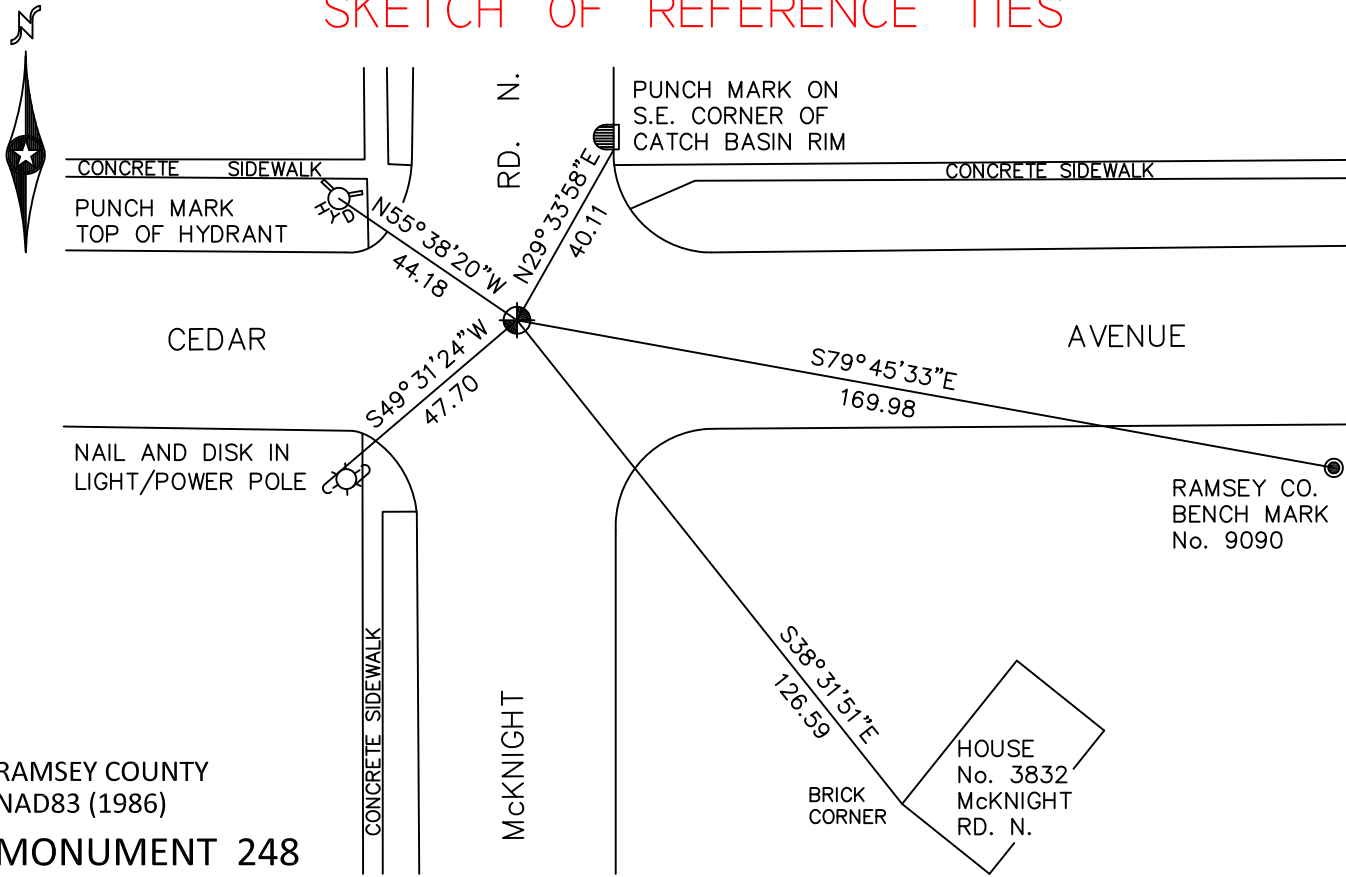 SKETCH OF REFERENCE TIES
N
RD. N.
PUNCH MARK ON
S.E. CORNER OF
CATCH BASIN RIM
CONCRETE SIDEWALK
CONCRETE SIDEWALK
PUNCH MARK
TOP OF HYDRANT
HYD
N55°38'20"W
44.18
N29°33'58"E
40.11
CEDAR
AVENUE
S49°31'24"W
47.70
S79°45'33"E
169.98
NAIL AND DISK IN
LIGHT/POWER POLE
RAMSEY CO.
BENCH MARK
No. 9090
CONCRETE SIDEWALK
McKNIGHT
S38°31'51"E
126.59
HOUSE
No. 3832
McKNIGHT
RD. N.
BRICK
CORNER
RAMSEY COUNTY
NAD83 (1986)
MONUMENT 248